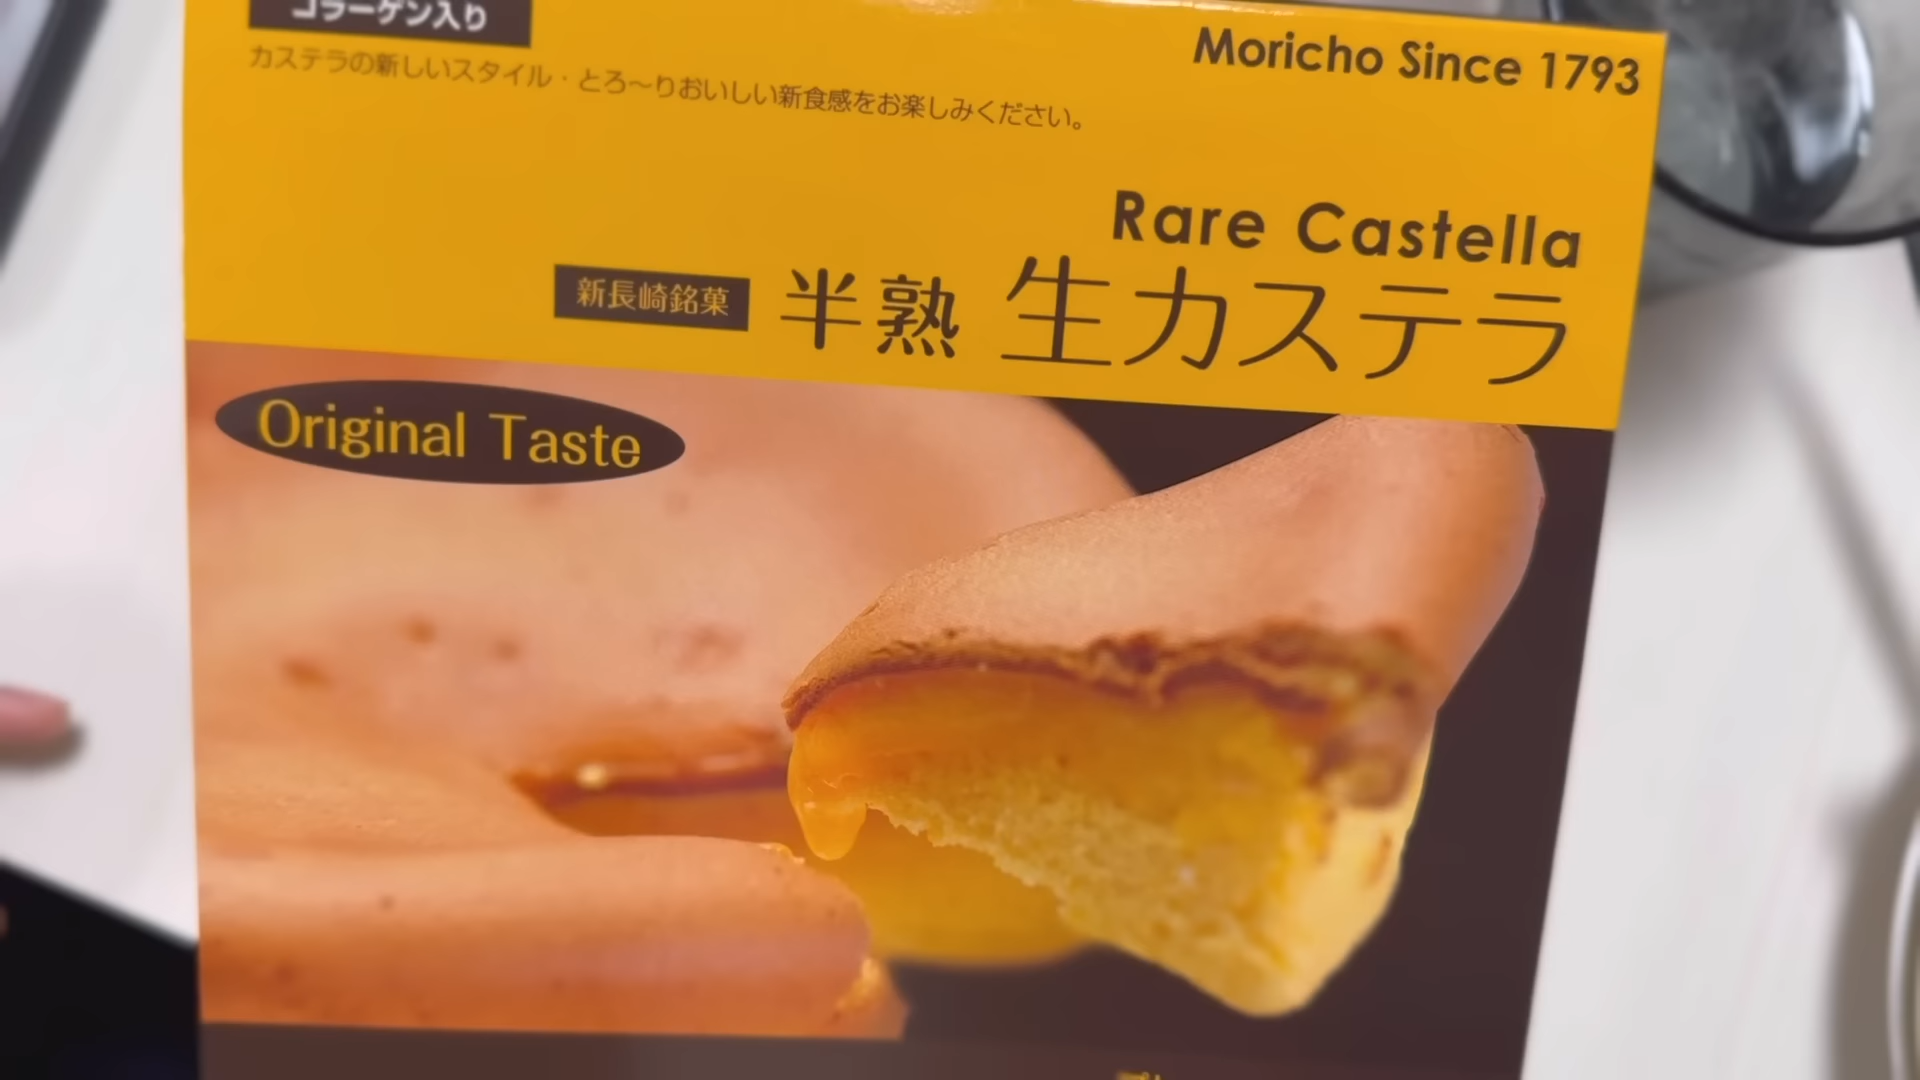 コラーゲン入り
Moricho Since 1793
カステラの新しいスタイル・とろ～りおいしい新食感をお楽しみください。
Rare Castella
新長崎銘菓 半熟 生カステラ
Original Taste